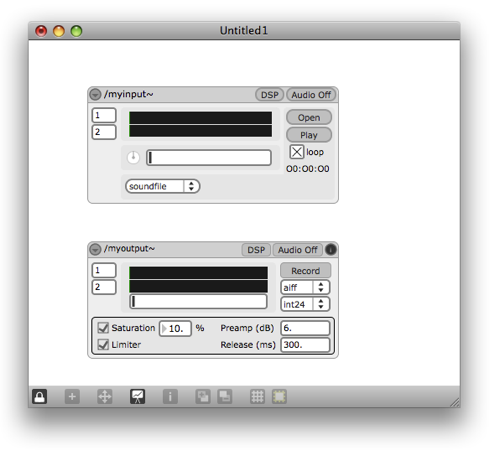 Untitled1
/myinput~ DSP Audio Off
1 Open
2 Play
loop
00:00:00
soundfile
/myoutput~ DSP Audio Off i
1 Record
2 aiff
int24
Saturation 10. % Preamp (dB) 6.
Limiter Release (ms) 300.
i